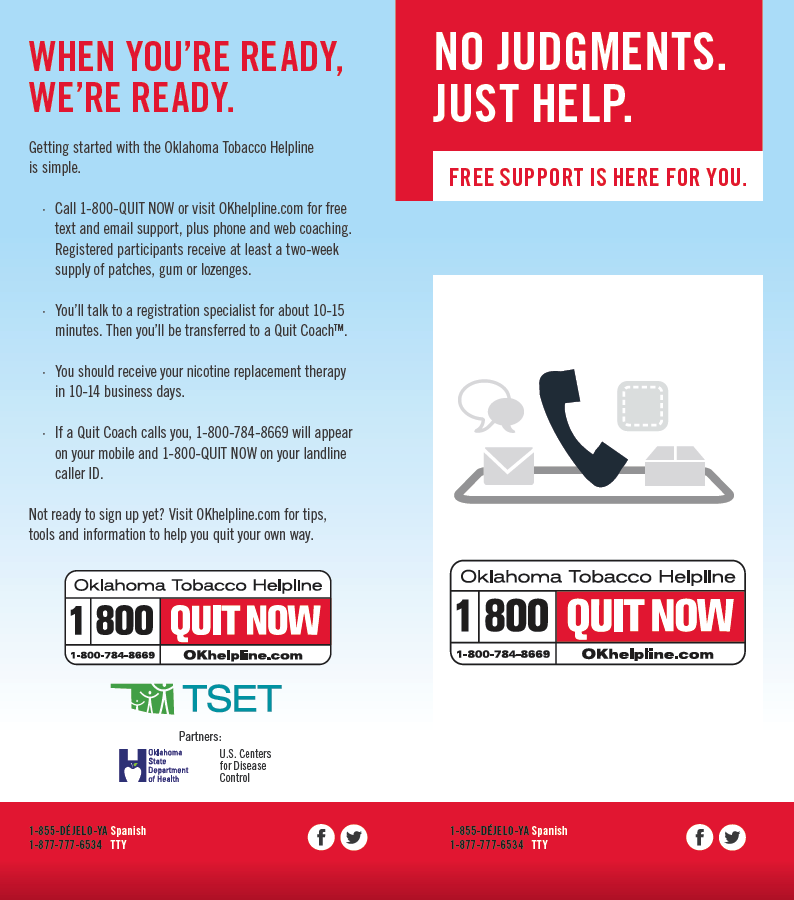 WHEN YOU'RE READY,
WE'RE READY.
Getting started with the Oklahoma Tobacco Helpline
is simple.
· Call 1-800-QUIT NOW or visit OKhelpline.com for free
text and email support, plus phone and web coaching.
Registered participants receive at least a two-week
supply of patches, gum or lozenges.
· You'll talk to a registration specialist for about 10-15
minutes. Then you'll be transferred to a Quit Coach™.
· You should receive your nicotine replacement therapy
in 10-14 business days.
· If a Quit Coach calls you, 1-800-784-8669 will appear
on your mobile and 1-800-QUIT NOW on your landline
caller ID.
Not ready to sign up yet? Visit OKhelpline.com for tips,
tools and information to help you quit your own way.
Oklahoma Tobacco Helpline
1 800 QUIT NOW
1-800-784-8669 OKhelpline.com
TSET
Partners:
Oklahoma
State
Department
of Health
U.S. Centers
for Disease
Control
1-855-DÉJELO-YA Spanish
1-877-777-6534 TTY
NO JUDGMENTS.
JUST HELP.
FREE SUPPORT IS HERE FOR YOU.
Oklahoma Tobacco Helpline
1 800 QUIT NOW
1-800-784-8669 OKhelpline.com
1-855-DÉJELO-YA Spanish
1-877-777-6534 TTY